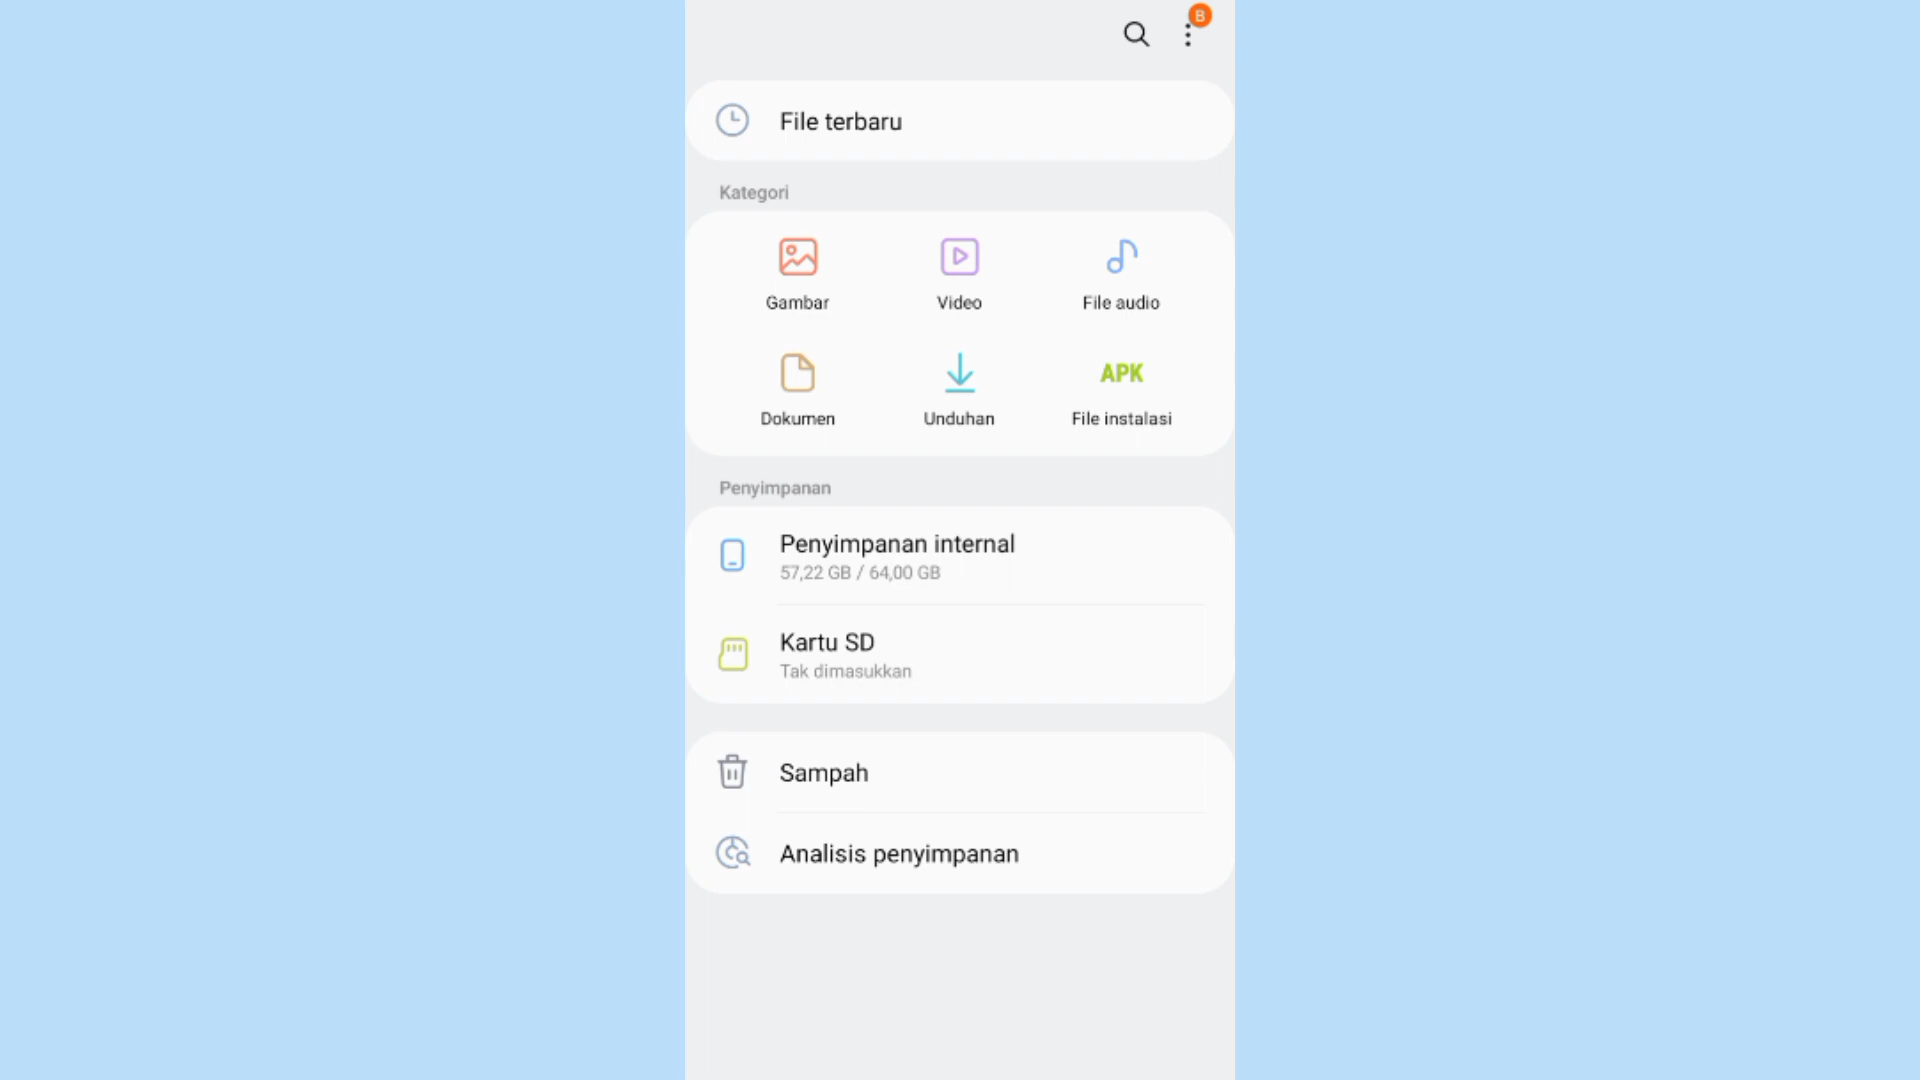 B
File terbaru
Kategori
Gambar
Video
File audio
Dokumen
Unduhan
APK
File instalasi
Penyimpanan
Penyimpanan internal
57,22 GB / 64,00 GB
Kartu SD
Tak dimasukkan
Sampah
Analisis penyimpanan